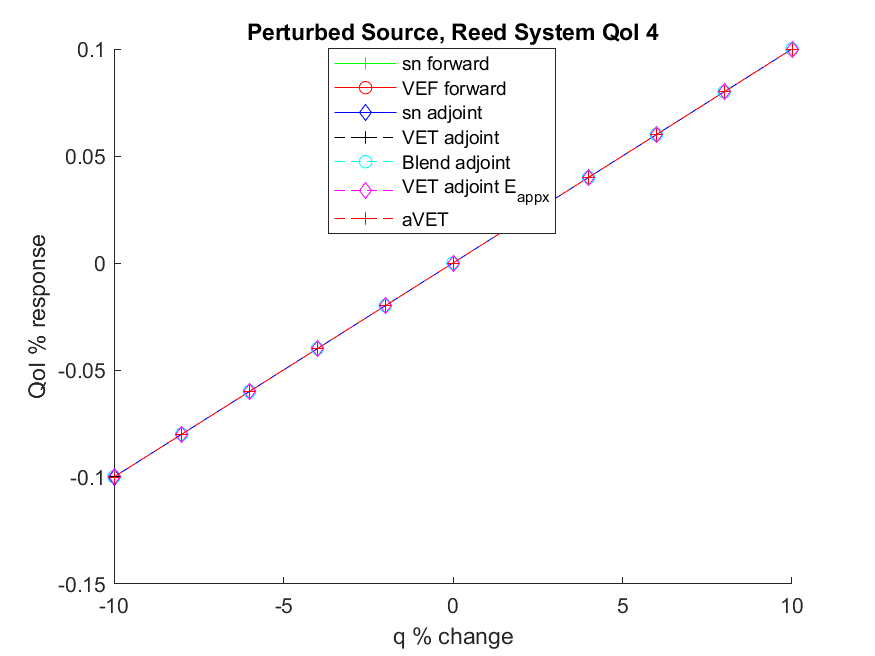 Perturbed Source, Reed System QoI 4
sn forward
VEF forward
sn adjoint
VET adjoint
Blend adjoint
VET adjoint E_appx
aVET
0.1
0.05
0
-0.05
-0.1
-0.15
QoI % response
-10 -5 0 5 10
q % change